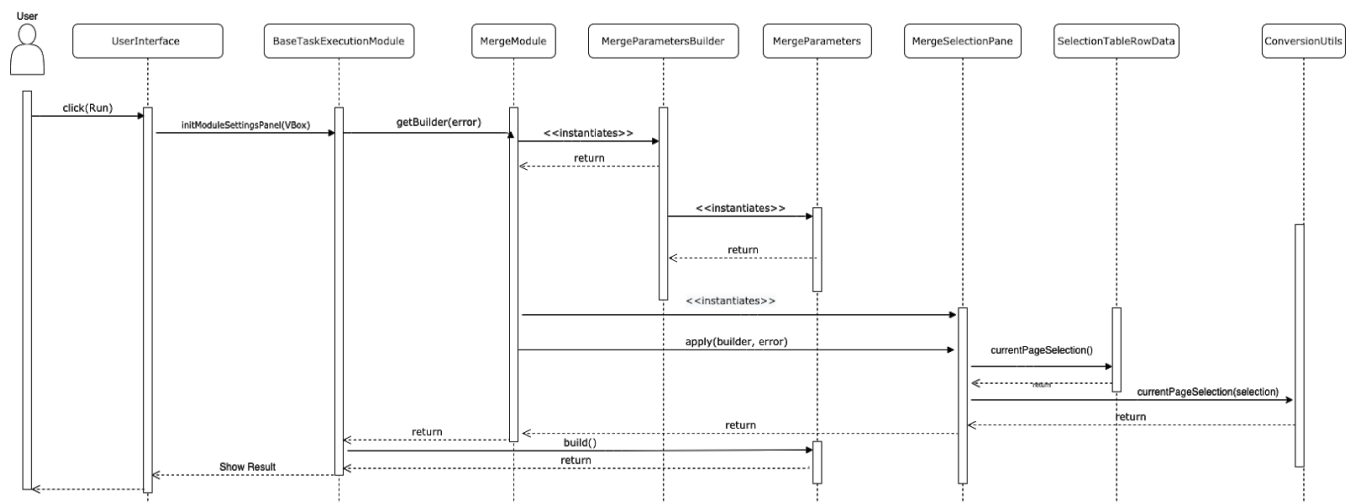 User
UserInterface
BaseTaskExecutionModule
MergeModule
MergeParametersBuilder
MergeParameters
MergeSelectionPane
SelectionTableRowData
ConversionUtils
click(Run)
initModuleSettingsPanel(VBox)
getBuilder(error)
<<instantiates>>
return
<<instantiates>>
return
<<instantiates>>
apply(builder, error)
currentPageSelection()
return
currentPageSelection(selection)
return
return
return
build()
return
Show Result